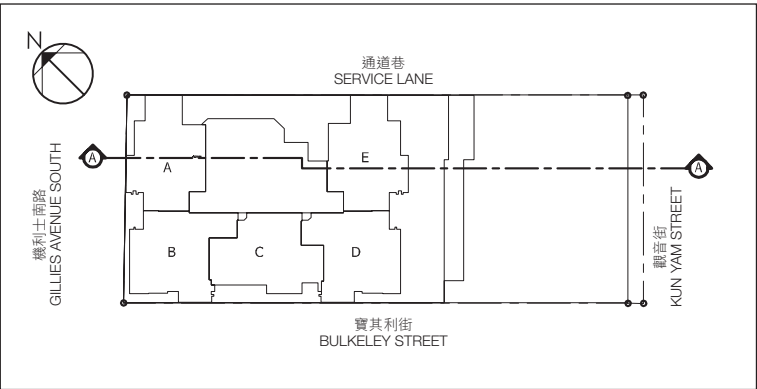 N
通道巷
SERVICE LANE
A
A
機利士南路
GILLIES AVENUE SOUTH
A
E
B
C
D
觀音街
KUN YAM STREET
寶其利街
BULKELEY STREET